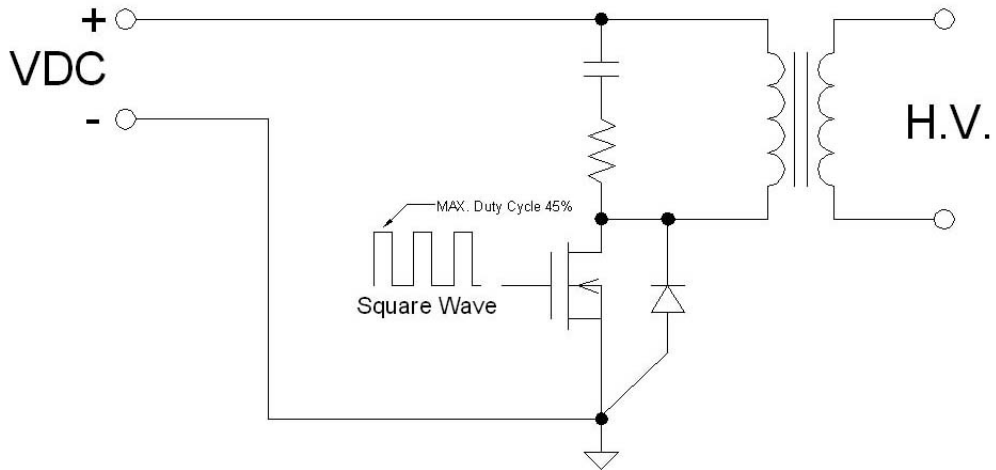 +
VDC
-
H.V.
MAX. Duty Cycle 45%
Square Wave